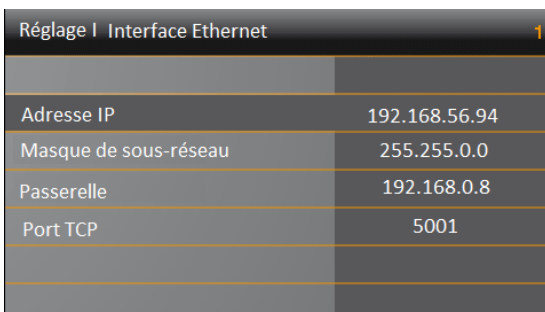 Réglage I Interface Ethernet 1
Adresse IP 192.168.56.94
Masque de sous-réseau 255.255.0.0
Passerelle 192.168.0.8
Port TCP 5001